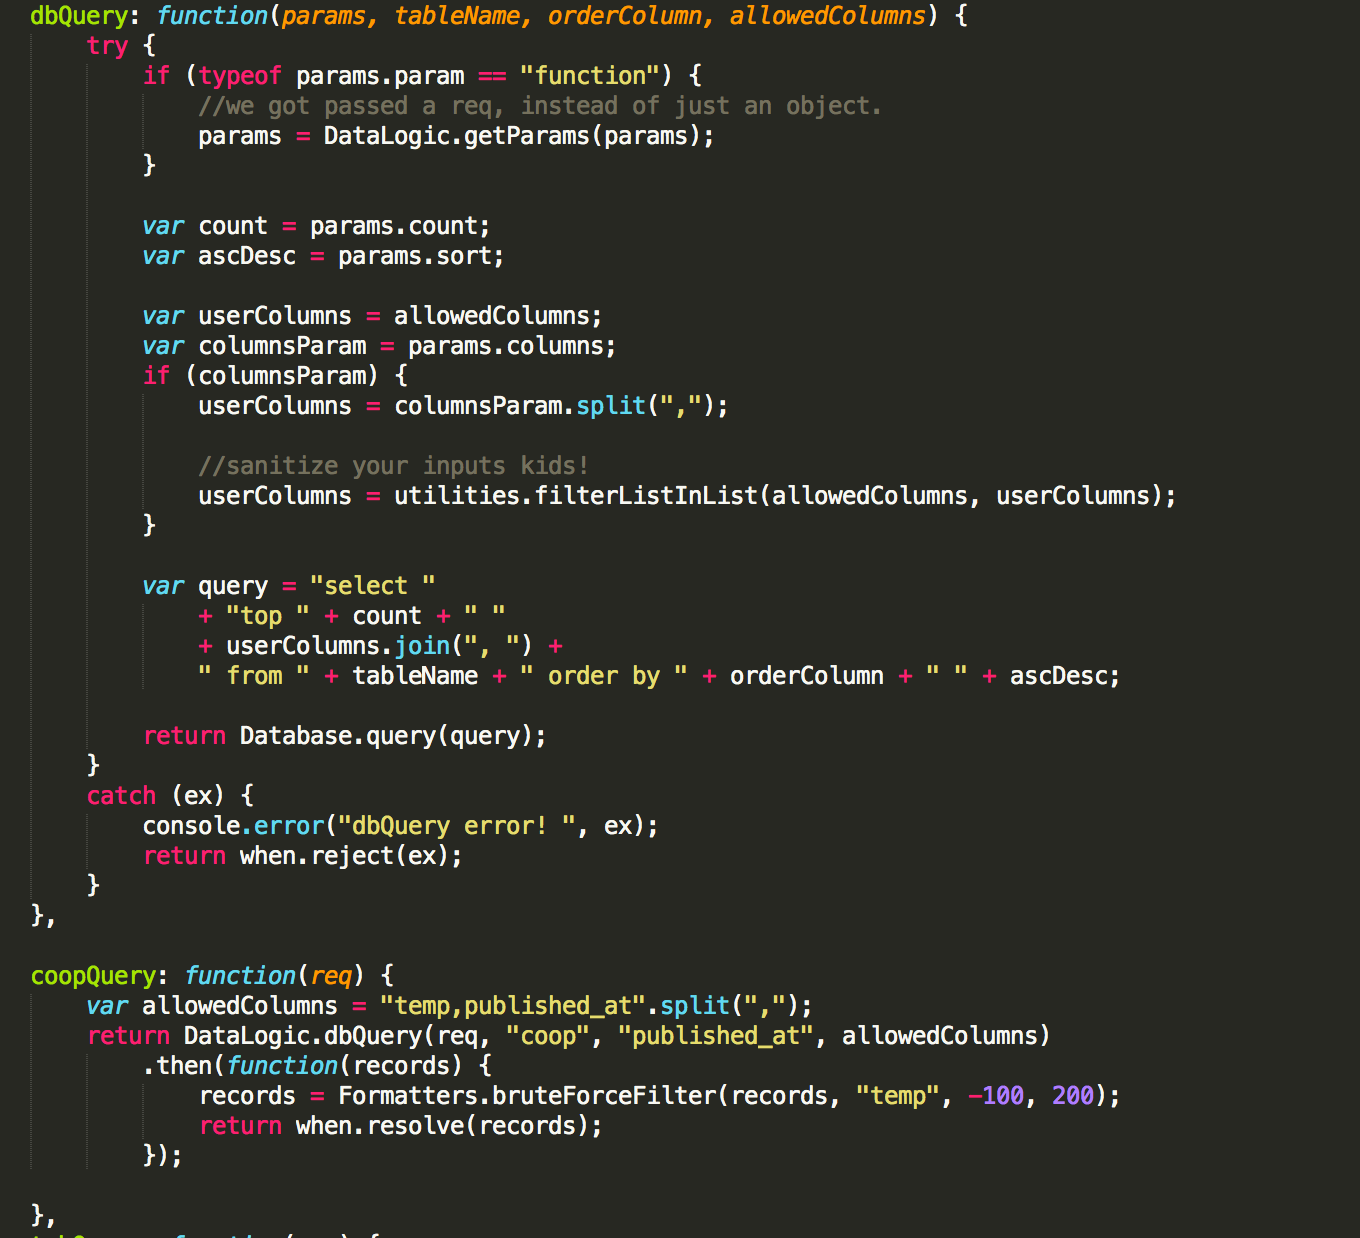 dbQuery: function(params, tableName, orderColumn, allowedColumns) {
    try {
        if (typeof params.param == "function") {
            //we got passed a req, instead of just an object.
            params = DataLogic.getParams(params);
        }

        var count = params.count;
        var ascDesc = params.sort;

        var userColumns = allowedColumns;
        var columnsParam = params.columns;
        if (columnsParam) {
            userColumns = columnsParam.split(",");

            //sanitize your inputs kids!
            userColumns = utilities.filterListInList(allowedColumns, userColumns);
        }

        var query = "select "
            + "top " + count + " "
            + userColumns.join(", ") +
            " from " + tableName + " order by " + orderColumn + " " + ascDesc;

        return Database.query(query);
    }
    catch (ex) {
        console.error("dbQuery error! ", ex);
        return when.reject(ex);
    }
},

coopQuery: function(req) {
    var allowedColumns = "temp,published_at".split(",");
    return DataLogic.dbQuery(req, "coop", "published_at", allowedColumns)
        .then(function(records) {
            records = Formatters.bruteForceFilter(records, "temp", -100, 200);
            return when.resolve(records);
        });

},